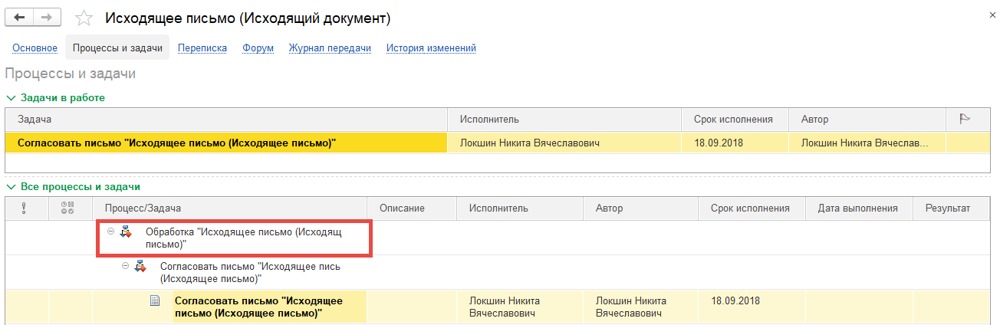 Исходящее письмо (Исходящий документ)
Основное Процессы и задачи Переписка Форум Журнал передачи История изменений
Процессы и задачи
Задачи в работе
Задача Исполнитель Срок исполнения Автор
Согласовать письмо "Исходящее письмо (Исходящее письмо)" Локшин Никита Вячеславович 18.09.2018 Локшин Никита Вячеслав...
Все процессы и задачи
Процесс/Задача Описание Исполнитель Автор Срок исполнения Дата выполнения Результат
Обработка "Исходящее письмо (Исходящ
письмо)"
Согласовать письмо "Исходящее пись
(Исходящее письмо)"
Согласовать письмо "Исходящее Локшин Никита Локшин Никита 18.09.2018
письмо (Исходящее письмо)" Вячеславович Вячеславович